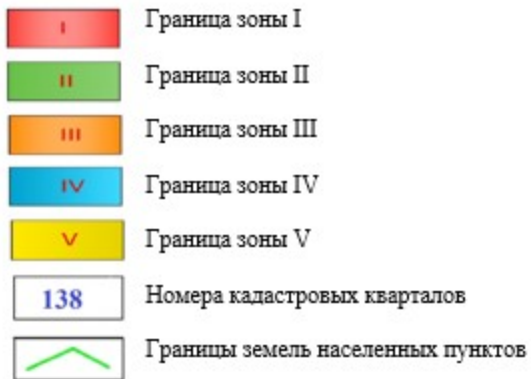 I Граница зоны I
II Граница зоны II
III Граница зоны III
IV Граница зоны IV
V Граница зоны V
138 Номера кадастровых кварталов
Границы земель населенных пунктов